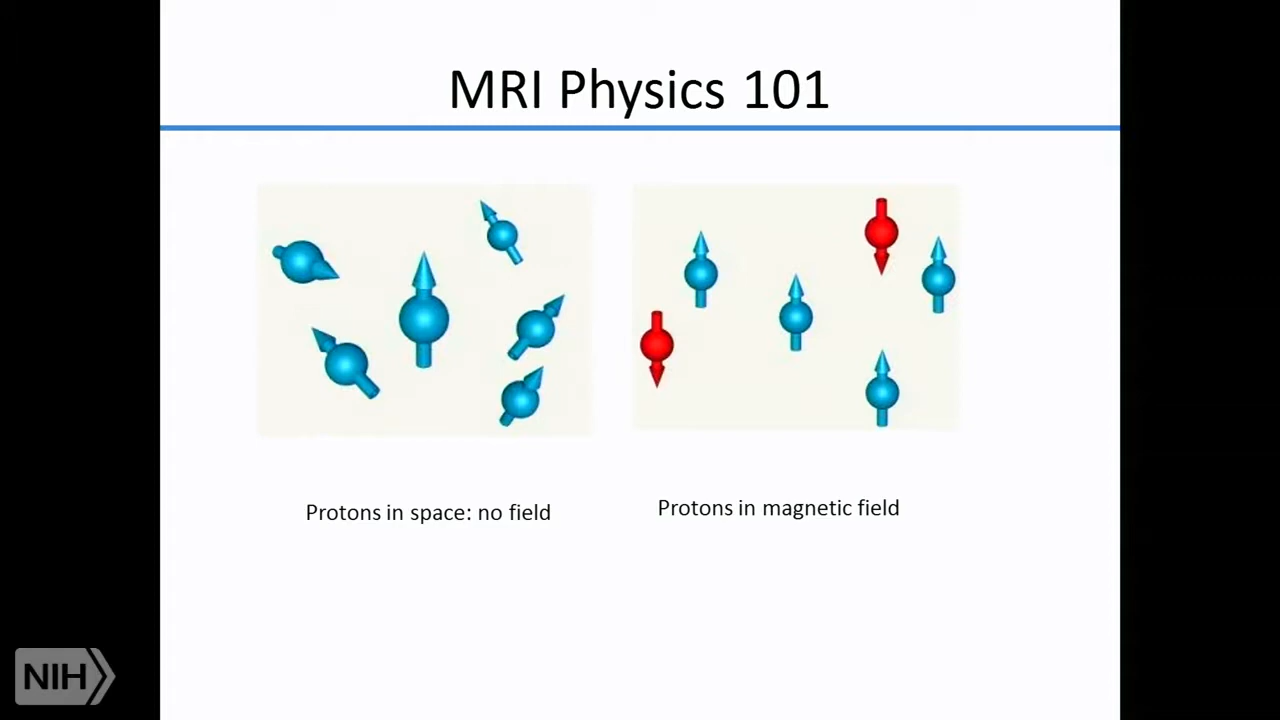 MRI Physics 101
Protons in space: no field
Protons in magnetic field
NIH